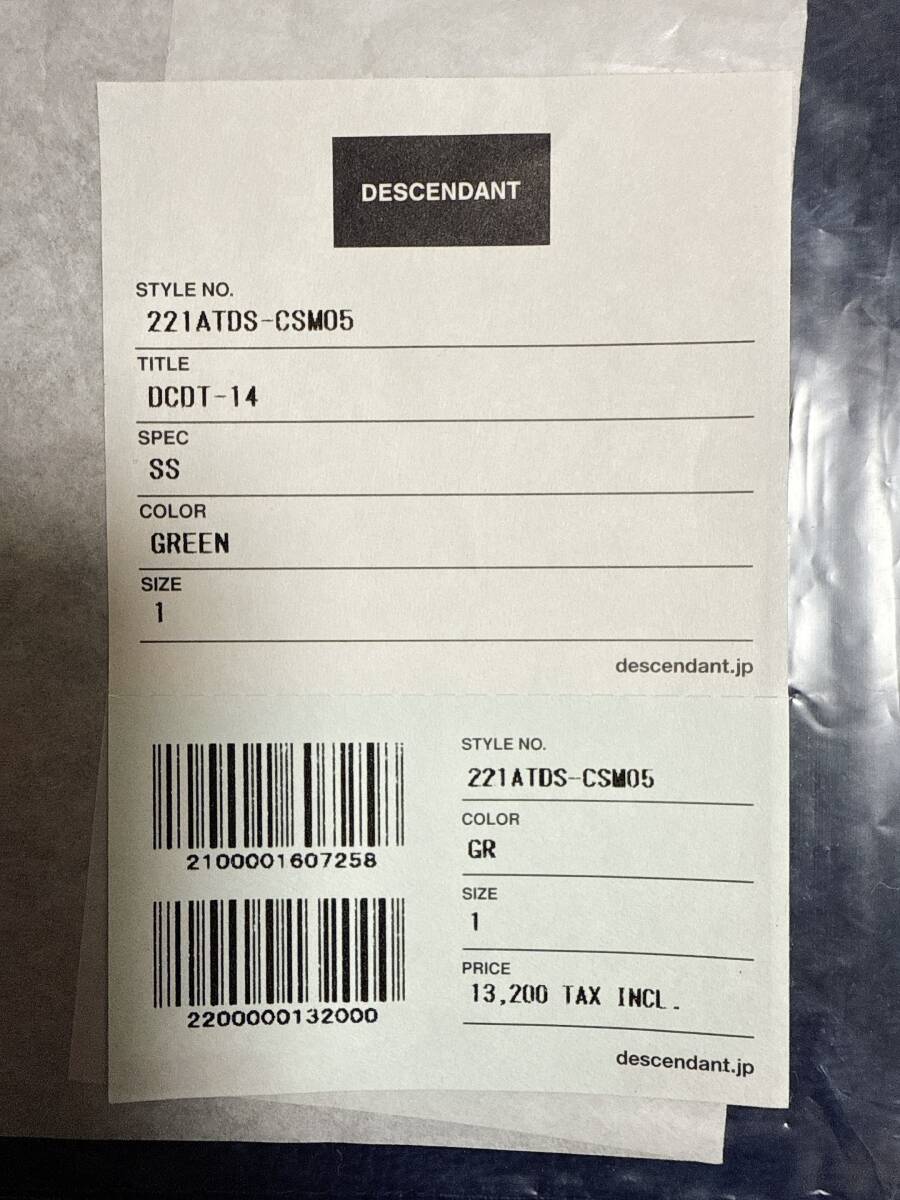 DESCENDANT
STYLE NO.
221ATDS-CSM05
TITLE
DCDT-14
SPEC
SS
COLOR
GREEN
SIZE
1
descendant.jp
2100001607258
2200000132000
STYLE NO.
221ATDS-CSM05
COLOR
GR
SIZE
1
PRICE
13,200 TAX INCL.
descendant.jp